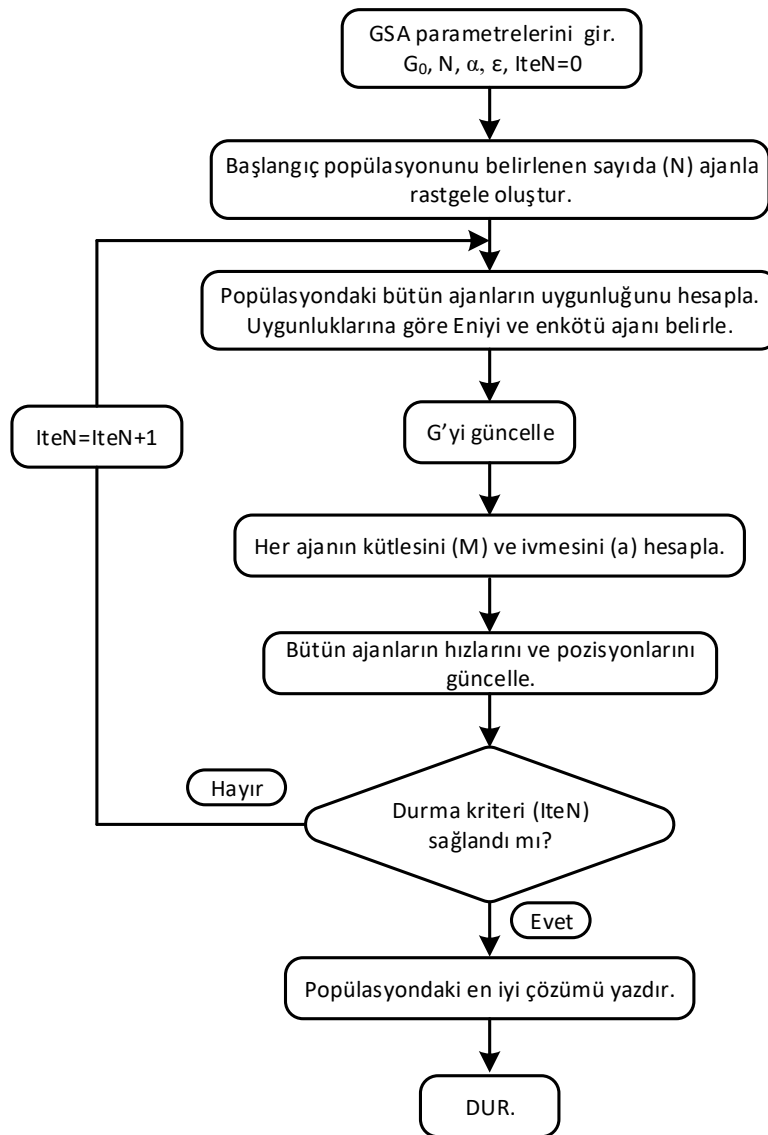 GSA parametrelerini gir.
G₀, N, α, ε, IteN=0
Başlangıç popülasyonunu belirlenen sayıda (N) ajanla
rastgele oluştur.
Popülasyondaki bütün ajanların uygunluğunu hesapla.
Uygunluklarına göre Eniyi ve enkötü ajanı belirle.
IteN=IteN+1
G’yi güncelle
Her ajanın kütlesini (M) ve ivmesini (a) hesapla.
Bütün ajanların hızlarını ve pozisyonlarını
güncelle.
Hayır
Durma kriteri (IteN)
sağlandı mı?
Evet
Popülasyondaki en iyi çözümü yazdır.
DUR.